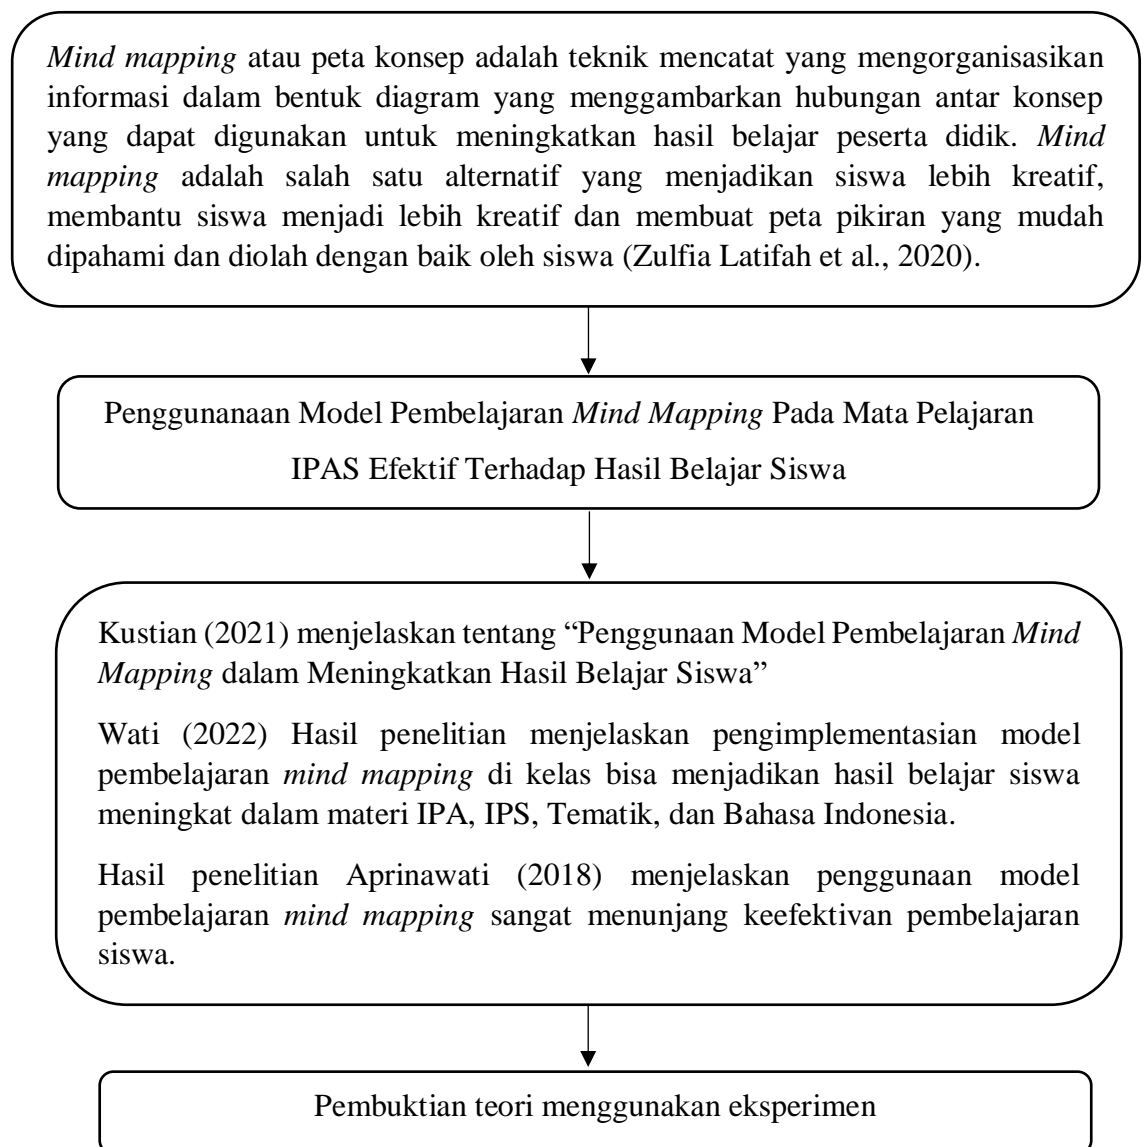 Mind mapping atau peta konsep adalah teknik mencatat yang mengorganisasikan
informasi dalam bentuk diagram yang menggambarkan hubungan antar konsep
yang dapat digunakan untuk meningkatkan hasil belajar peserta didik. Mind
mapping adalah salah satu alternatif yang menjadikan siswa lebih kreatif,
membantu siswa menjadi lebih kreatif dan membuat peta pikiran yang mudah
dipahami dan diolah dengan baik oleh siswa (Zulfia Latifah et al., 2020).
Penggunanaan Model Pembelajaran Mind Mapping Pada Mata Pelajaran
IPAS Efektif Terhadap Hasil Belajar Siswa
Kustian (2021) menjelaskan tentang “Penggunaan Model Pembelajaran Mind
Mapping dalam Meningkatkan Hasil Belajar Siswa”
Wati (2022) Hasil penelitian menjelaskan pengimplementasian model
pembelajaran mind mapping di kelas bisa menjadikan hasil belajar siswa
meningkat dalam materi IPA, IPS, Tematik, dan Bahasa Indonesia.
Hasil penelitian Aprinawati (2018) menjelaskan penggunaan model
pembelajaran mind mapping sangat menunjang keefektivan pembelajaran
siswa.
Pembuktian teori menggunakan eksperimen